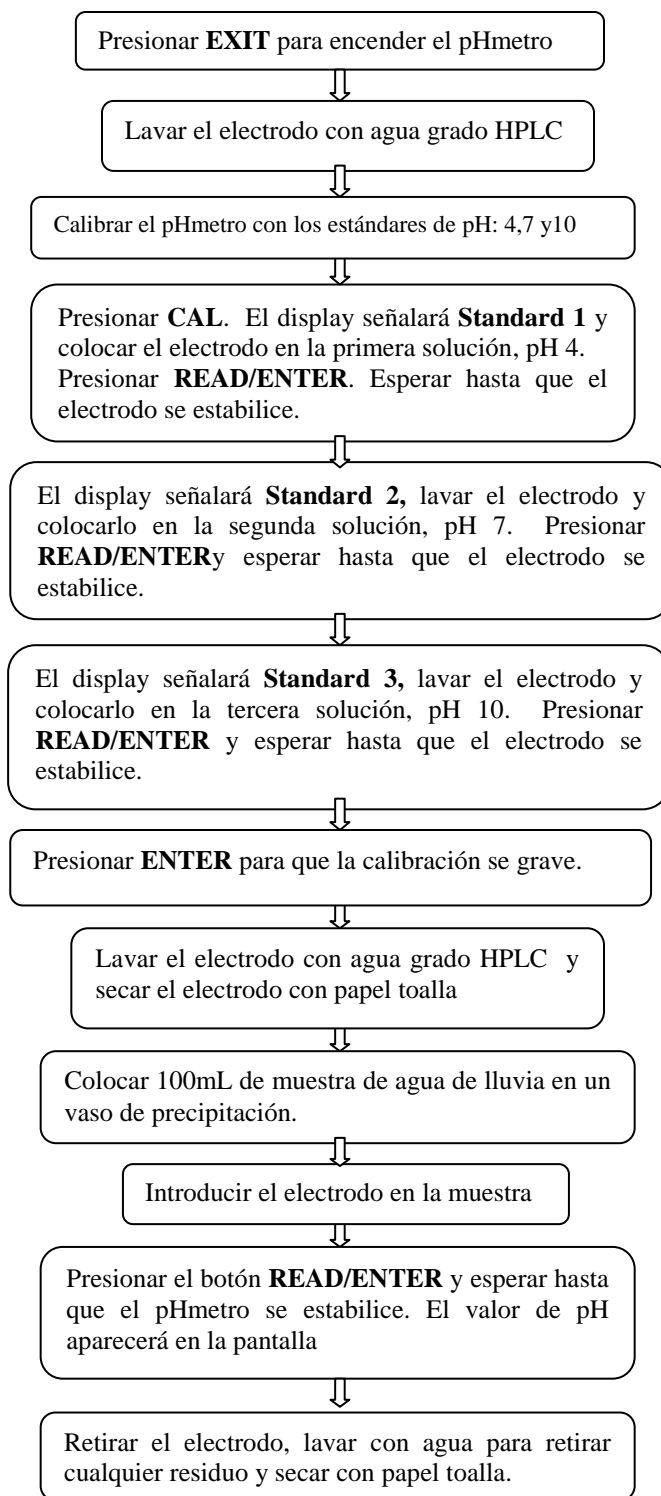 Presionar EXIT para encender el pHmetro
Lavar el electrodo con agua grado HPLC
Calibrar el pHmetro con los estándares de pH: 4,7 y10
Presionar CAL. El display señalará Standard 1 y
colocar el electrodo en la primera solución, pH 4.
Presionar READ/ENTER. Esperar hasta que el
electrodo se estabilice.
El display señalará Standard 2, lavar el electrodo y
colocarlo en la segunda solución, pH 7. Presionar
READ/ENTERy esperar hasta que el electrodo se
estabilice.
El display señalará Standard 3, lavar el electrodo y
colocarlo en la tercera solución, pH 10. Presionar
READ/ENTER y esperar hasta que el electrodo se
estabilice.
Presionar ENTER para que la calibración se grave.
Lavar el electrodo con agua grado HPLC y
secar el electrodo con papel toalla
Colocar 100mL de muestra de agua de lluvia en un
vaso de precipitación.
Introducir el electrodo en la muestra
Presionar el botón READ/ENTER y esperar hasta
que el pHmetro se estabilice. El valor de pH
aparecerá en la pantalla
Retirar el electrodo, lavar con agua para retirar
cualquier residuo y secar con papel toalla.